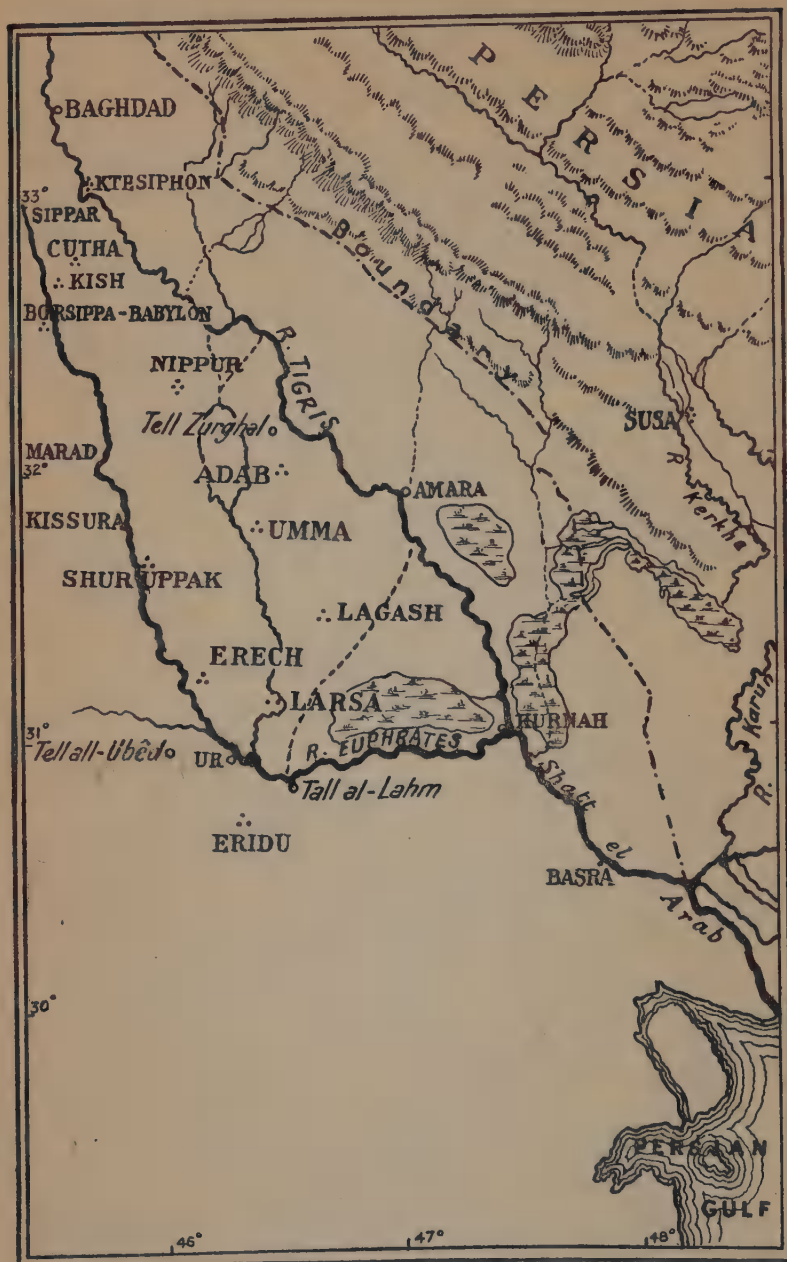 PERSIA
BAGHDAD
KTESIPHON
33°
SIPPAR
CUTHA
KISH
Boundary
BORSIPPA-BABYLON
R. TIGRIS
NIPPUR
SUSA
Tell Zurghal
MARAD
32°
ADAB
AMARA
R. Kerkha
KISSURA
UMMA
SHURUPPAK
LAGASH
ERECH
LARSA
R. Karun
KURNAH
31°
Tell all-Ubêd
UR
R. EUPHRATES
Tall al-Lahm
Shatt el Arab
ERIDU
BASRA
30°
PERSIAN
GULF
46°
47°
48°